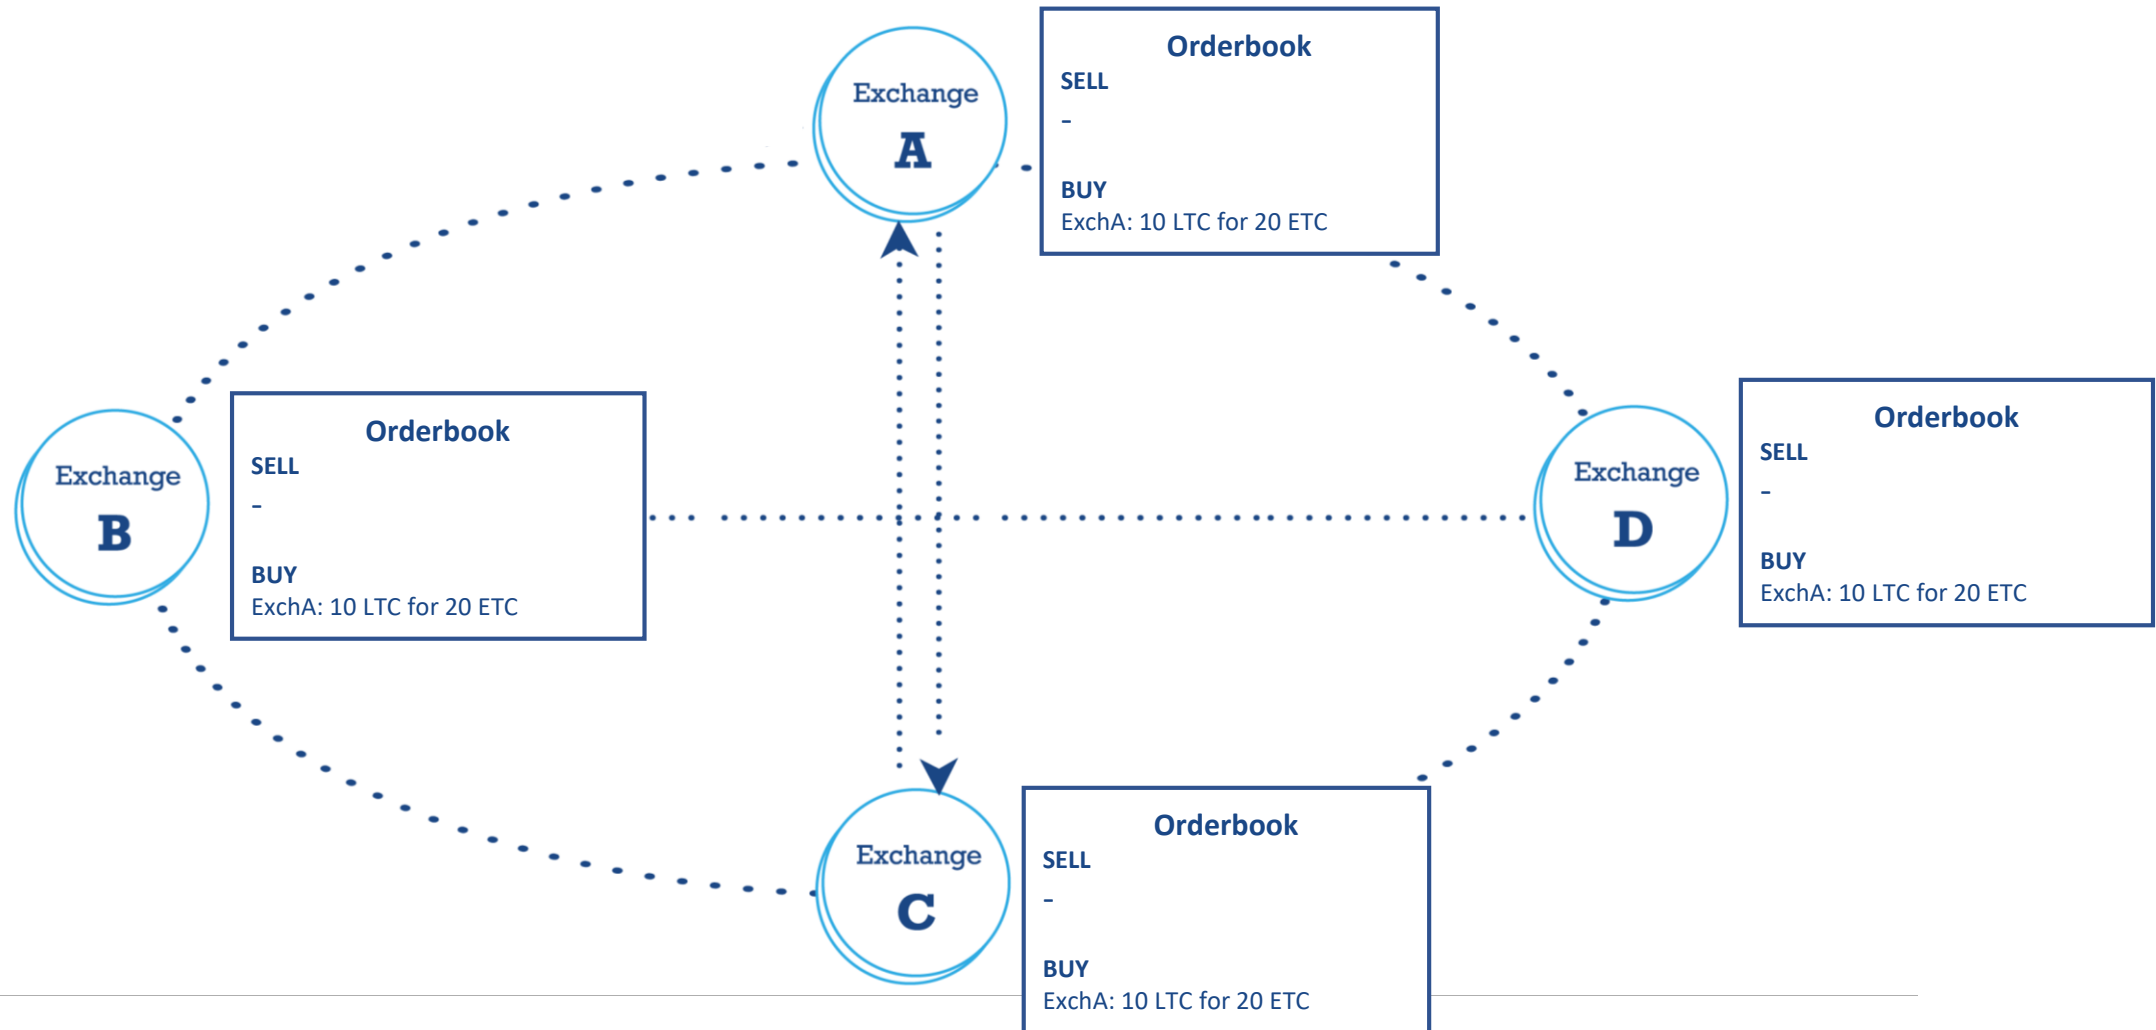 Exchange
A
Orderbook
SELL
-
BUY
ExchA: 10 LTC for 20 ETC
Exchange
B
Orderbook
SELL
-
BUY
ExchA: 10 LTC for 20 ETC
Exchange
D
Orderbook
SELL
-
BUY
ExchA: 10 LTC for 20 ETC
Exchange
C
Orderbook
SELL
-
BUY
ExchA: 10 LTC for 20 ETC